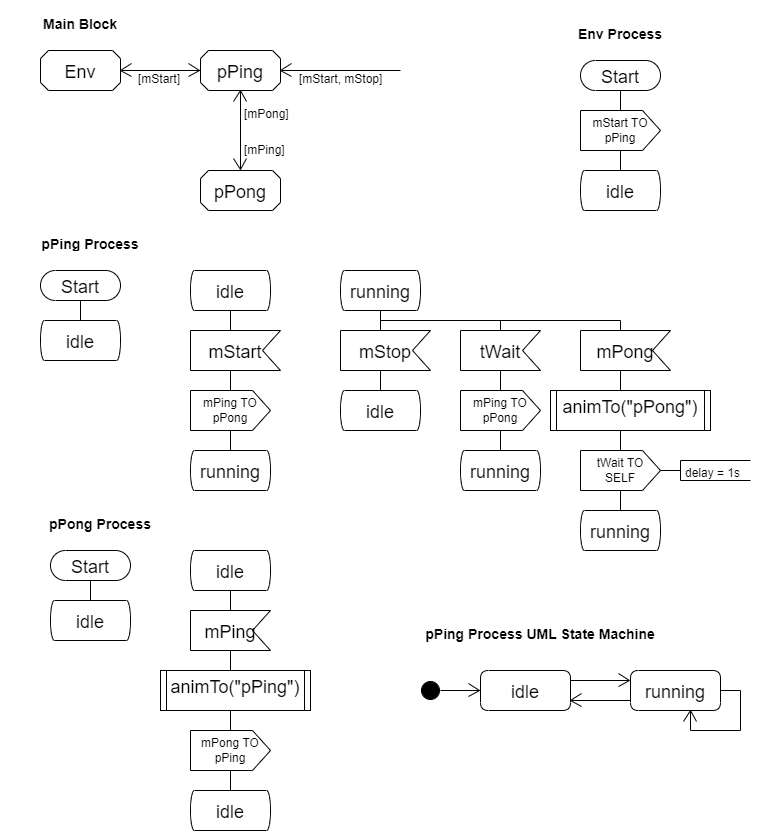 Main Block
Env
[mStart]
pPing
[mStart, mStop]
[mPong]
[mPing]
pPong
Env Process
Start
mStart TO
pPing
idle
pPing Process
Start
idle
idle
mStart
mPing TO
pPong
running
running
mStop
idle
tWait
mPing TO
pPong
running
mPong
animTo("pPong")
tWait TO
SELF
delay = 1s
running
pPong Process
Start
idle
idle
mPing
animTo("pPing")
mPong TO
pPing
idle
pPing Process UML State Machine
idle
running